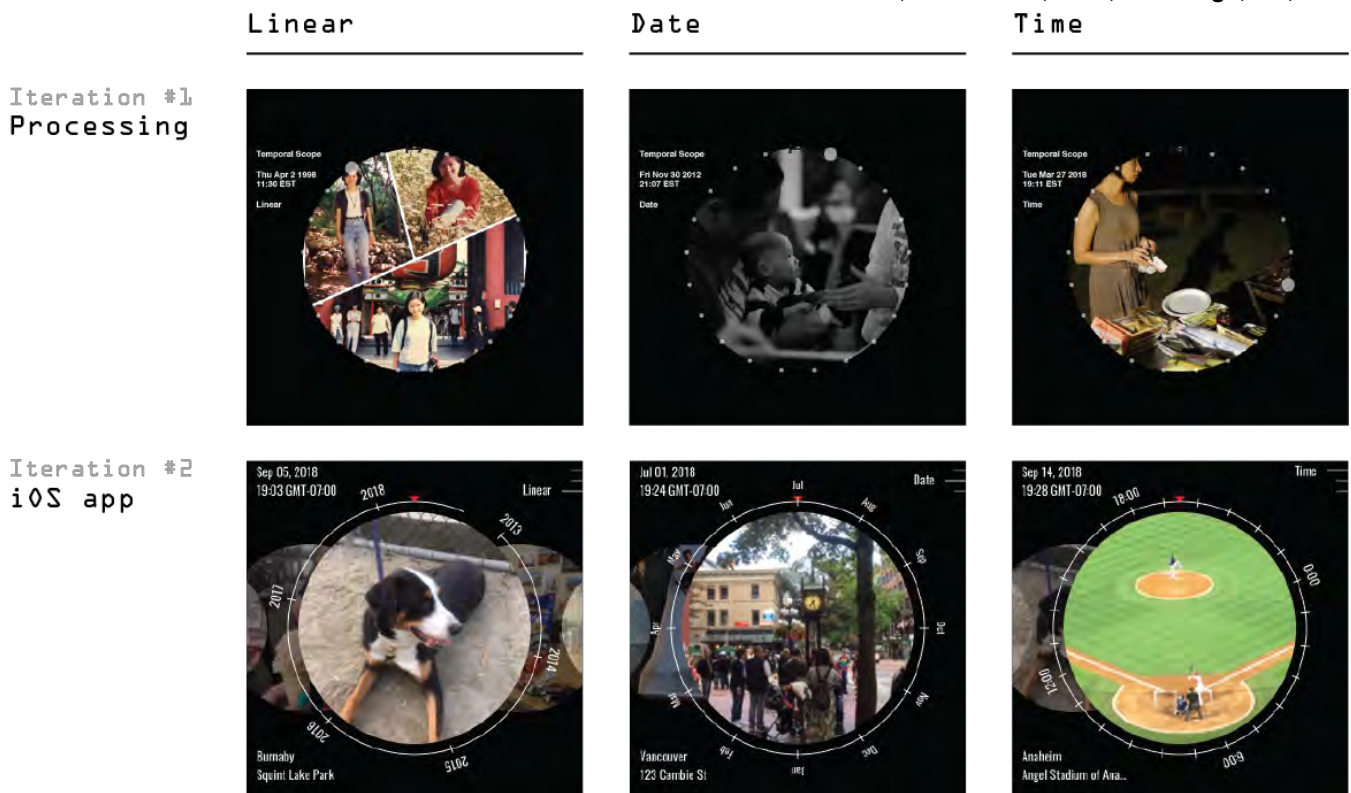 Linear
Date
Time
Iteration #1
Processing
Temporal Scope
Thu Apr 2 1998
11:30 EST
Linear
Temporal Scope
Fri Nov 30 2012
21:07 EST
Date
Temporal Scope
Tue Mar 27 2018
19:11 EST
Time
Iteration #2
iOS app
Sep 05, 2018
19:03 GMT-07:00
Linear
2018
2013
2017
2014
2016
2015
Burnaby
Squint Lake Park
Jul 01, 2018
19:24 GMT-07:00
Date
Jul
Jun
Aug
May
Sep
Apr
Oct
Mar
Nov
Feb
Dec
Jan
Vancouver
123 Cambie St
Sep 14, 2018
19:28 GMT-07:00
Time
18:00
0:00
12:00
6:00
Anaheim
Angel Stadium of Ana..